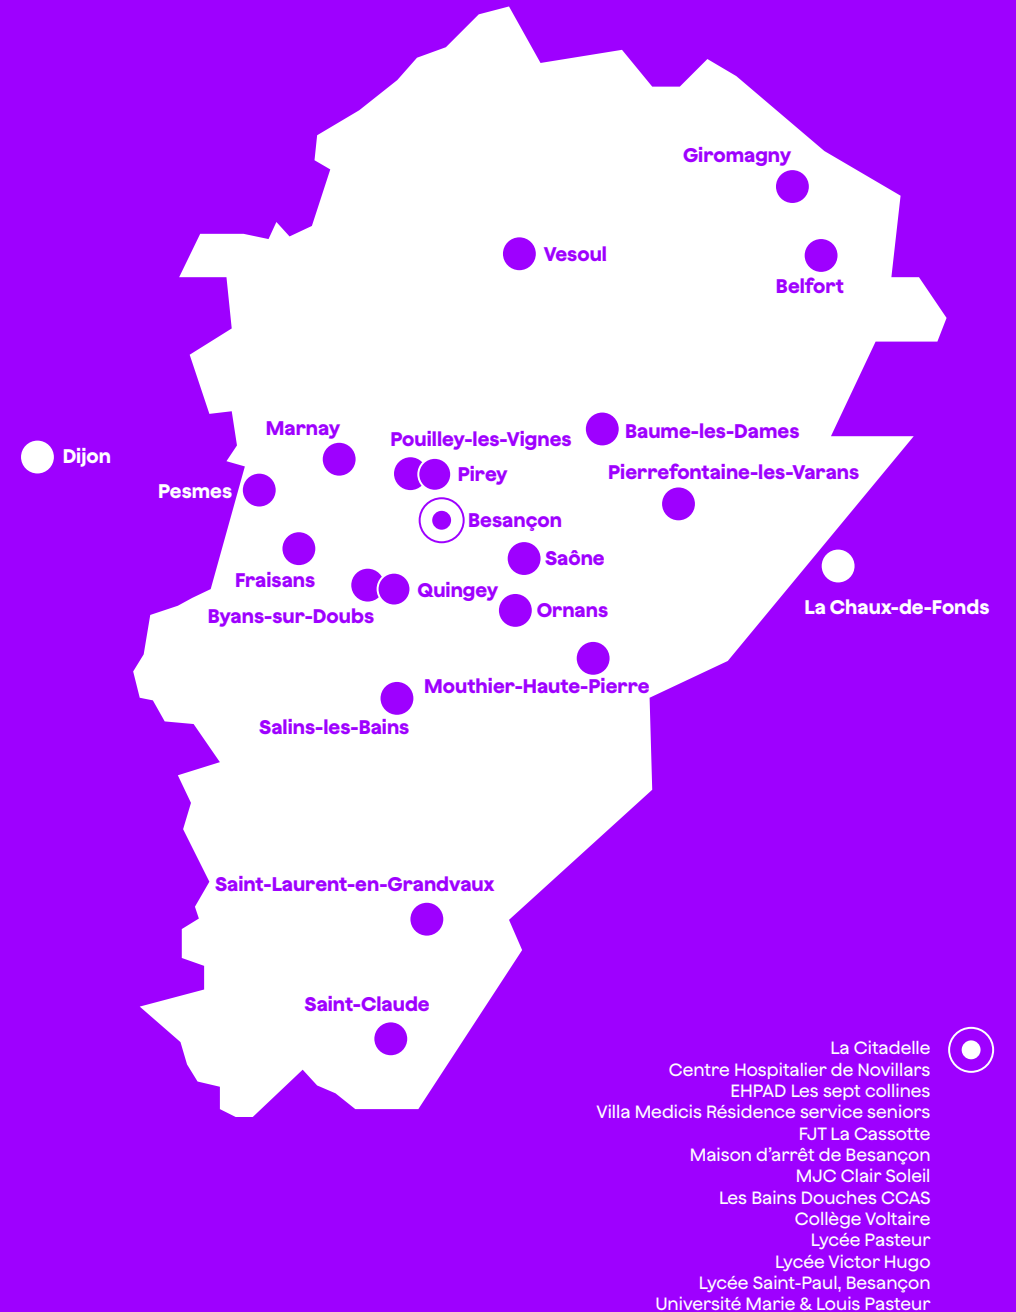 Giromagny
Vesoul
Belfort
Marnay
Pouilley-les-Vignes
Baume-les-Dames
Dijon
Pirey
Pierrefontaine-les-Varans
Pesmes
Besançon
Saône
Fraisans
Quingey
La Chaux-de-Fonds
Byans-sur-Doubs
Ornans
Mouthier-Haute-Pierre
Salins-les-Bains
Saint-Laurent-en-Grandvaux
Saint-Claude
La Citadelle
Centre Hospitalier de Novillars
EHPAD Les sept collines
Villa Medicis Résidence service seniors
FJT La Cassotte
Maison d'arrêt de Besançon
MJC Clair Soleil
Les Bains Douches CCAS
Collège Voltaire
Lycée Pasteur
Lycée Victor Hugo
Lycée Saint-Paul, Besançon
Université Marie & Louis Pasteur